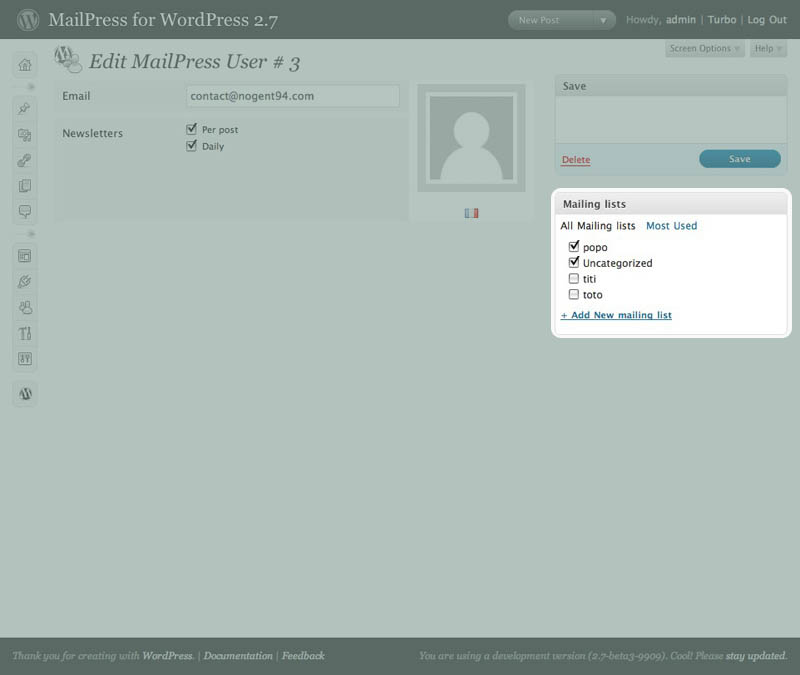 MailPress for WordPress 2.7
New Post
Howdy, admin | Turbo | Log Out
Screen Options
Help
Edit MailPress User # 3
Email
contact@nogent94.com
Newsletters
Per post
Daily
Save
Delete
Save
Mailing lists
All Mailing lists Most Used
popo
Uncategorized
titi
toto
+ Add New mailing list
Thank you for creating with WordPress. | Documentation | Feedback
You are using a development version (2.7-beta3-9909). Cool! Please stay updated.